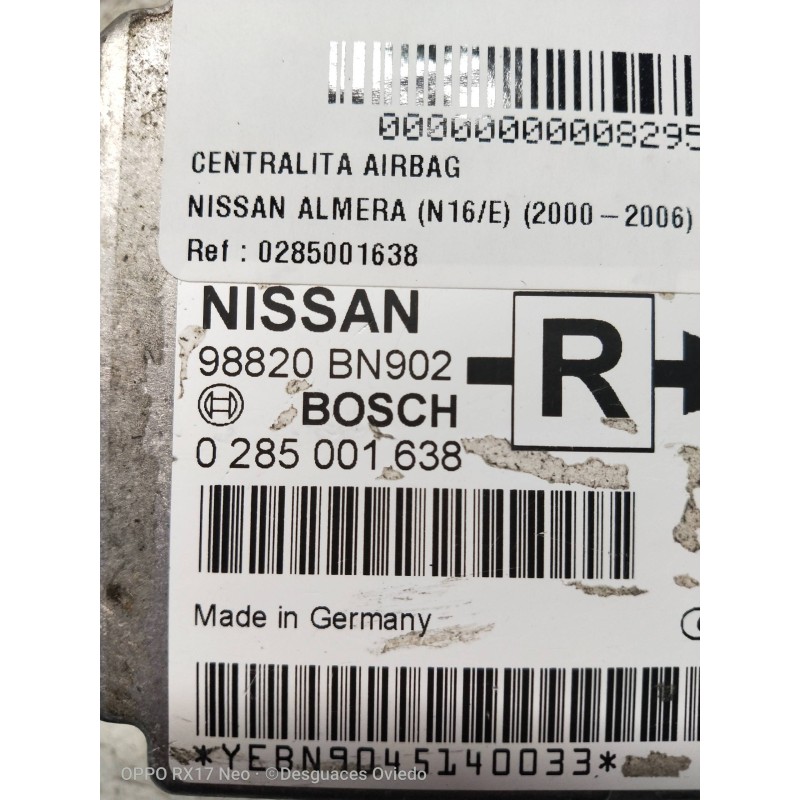 00000000008295
CENTRALITA AIRBAG
NISSAN ALMERA (N16/E) (2000-2006)
Ref : 0285001638
NISSAN
98820 BN902
R
BOSCH
0 285 001 638
Made in Germany
*YEBN9045140033*
OPPO RX17 Neo · ©Desguaces Oviedo